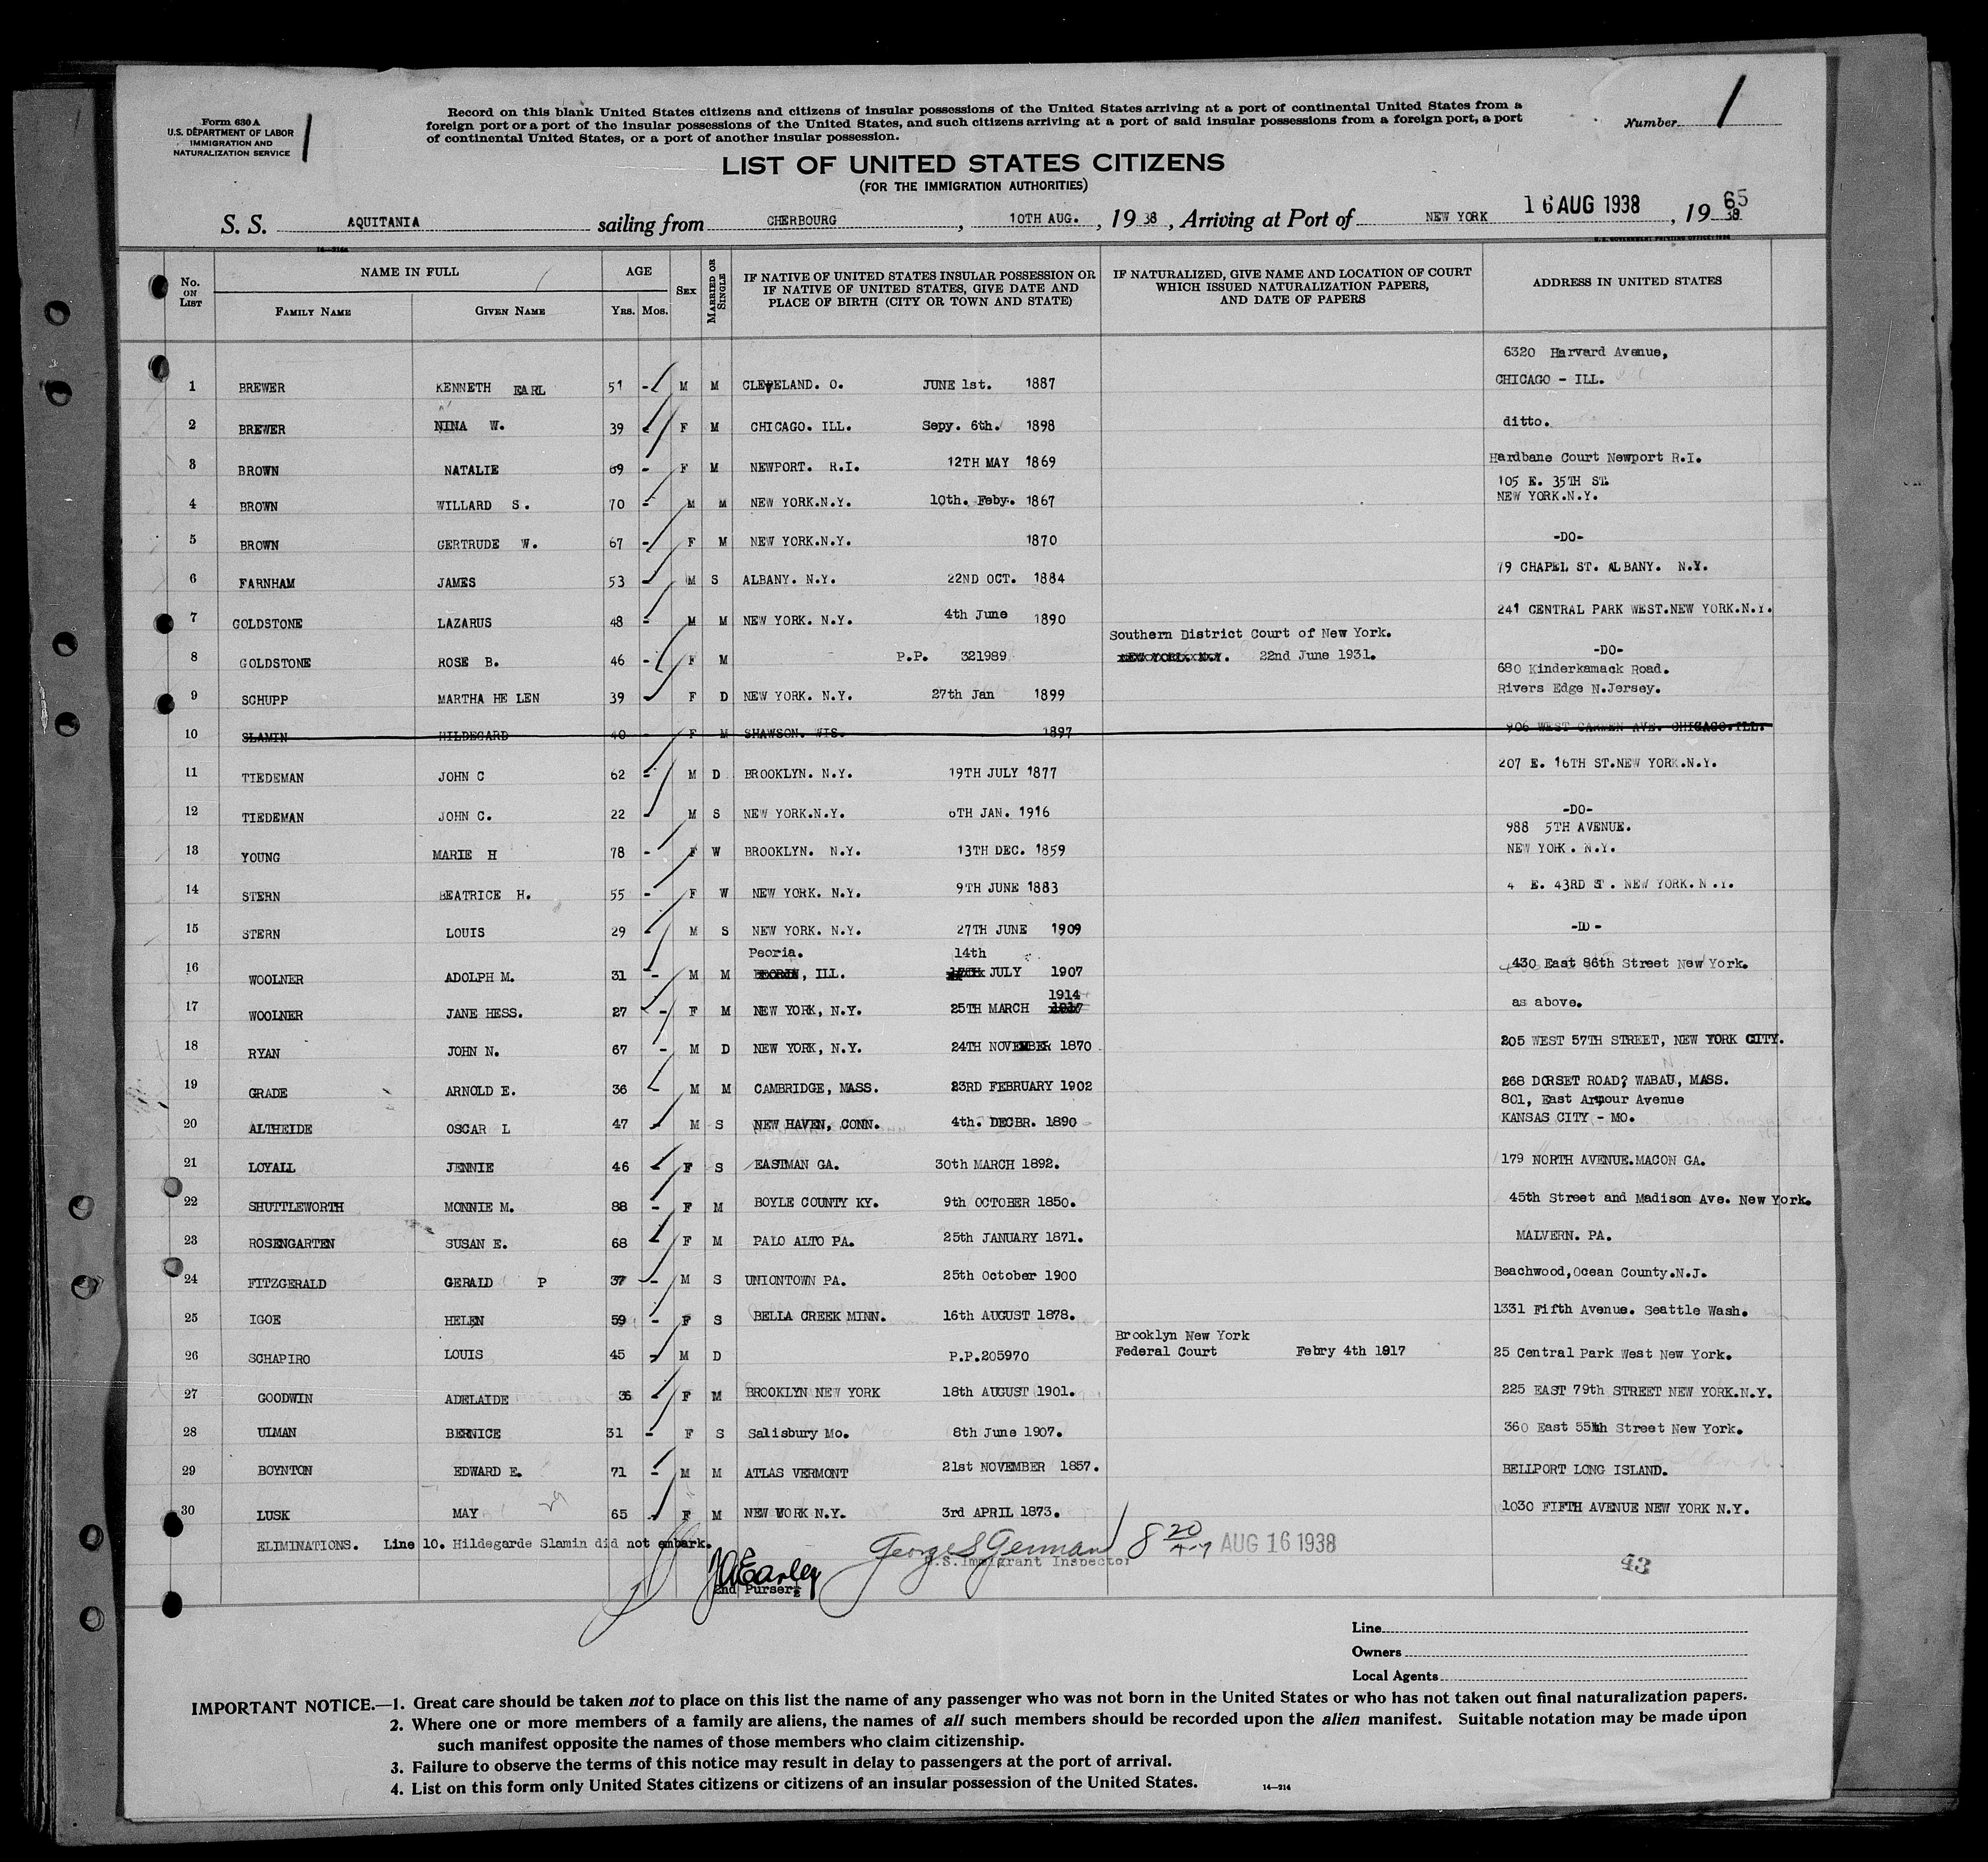 Form 630 A
U.S. DEPARTMENT OF LABOR
IMMIGRATION AND
NATURALIZATION SERVICE
1
Record on this blank United States citizens and citizens of insular possessions of the United States arriving at a port of continental United States from a
foreign port or a port of the insular possessions of the United States, and such citizens arriving at a port of said insular possessions from a foreign port, a port
of continental United States, or a port of another insular possession.
Number 1
LIST OF UNITED STATES CITIZENS
(FOR THE IMMIGRATION AUTHORITIES)
S. S. AQUITANIA sailing from CHERBOURG, 10TH AUG., 19 38, Arriving at Port of NEW YORK 16 AUG 1938, 19 38 65
No. ON LIST NAME IN FULL AGE SEX MARRIED OR SINGLE IF NATIVE OF UNITED STATES INSULAR POSSESSION OR IF NATIVE OF UNITED STATES, GIVE DATE AND PLACE OF BIRTH (CITY OR TOWN AND STATE) IF NATURALIZED, GIVE NAME AND LOCATION OF COURT WHICH ISSUED NATURALIZATION PAPERS, AND DATE OF PAPERS ADDRESS IN UNITED STATES
FAMILY NAME GIVEN NAME YRS. MOS.
6320 Harvard Avenue,
1 BREWER KENNETH EARL 51 - M M CLEVELAND. O. JUNE 1st. 1887 CHICAGO - ILL.
2 BREWER NINA W. 39 F M CHICAGO. ILL. Sepy. 6th. 1898 ditto.
3 BROWN NATALIE 69 - F M NEWPORT. R.I. 12TH MAY 1869 Hardbane Court Newport R.I.
105 E. 35TH ST.
4 BROWN WILLARD S. 70 - M M NEW YORK.N.Y. 10th. Feby. 1867 NEW YORK.N.Y.
5 BROWN GERTRUDE W. 67 - F M NEW YORK.N.Y. 1870 -DO-
6 FARNHAM JAMES 53 - M S ALBANY. N.Y. 22ND OCT. 1884 79 CHAPEL ST. ALBANY. N.Y.
7 GOLDSTONE LAZARUS 48 - M M NEW YORK. N.Y. 4th June 1890 241 CENTRAL PARK WEST.NEW YORK.N.Y.
Southern District Court of New York.
8 GOLDSTONE ROSE B. 46 - F M P.P. 321989 NEW YORK. N.Y. 22nd June 1931. -DO-
680 Kinderkamack Road.
9 SCHUPP MARTHA HE LEN 39 F D NEW YORK. N.Y. 27th Jan 1899 Rivers Edge N.Jersey.
10 SLAMIN HILDEGARD 40 - F M SHAWSON. WIS. 1897 906 WEST CARMEN AVE. CHICAGO.ILL.
11 TIEDEMAN JOHN C 62 - M D BROOKLYN. N.Y. 19TH JULY 1877 207 E. 16TH ST.NEW YORK.N.Y.
12 TIEDEMAN JOHN C. 22 M S NEW YORK.N.Y. 6TH JAN. 1916 -DO-
988 5TH AVENUE.
13 YOUNG MARIE H 78 - F W BROOKLYN. N.Y. 13TH DEC. 1859 NEW YORK. N.Y.
14 STERN BEATRICE H. 55 - F W NEW YORK. N.Y. 9TH JUNE 1883 4 E. 43RD ST. NEW YORK.N.Y.
15 STERN LOUIS 29 - M S NEW YORK. N.Y. 27TH JUNE 1909 -DO-
Peoria. 14th
16 WOOLNER ADOLPH M. 31 - M M PEORIA, ILL. JULY 1907 430 East 86th Street New York.
1914
17 WOOLNER JANE HESS. 27 - F M NEW YORK, N.Y. 25TH MARCH 1917 as above.
18 RYAN JOHN N. 67 - M D NEW YORK, N.Y. 24TH NOVEMBER 1870 205 WEST 57TH STREET, NEW YORK CITY.
19 GRADE ARNOLD E. 36 - M M CAMBRIDGE, MASS. 23RD FEBRUARY 1902 268 DORSET ROAD? WABAU, MASS.
N
801, East Armour Avenue
20 ALTHEIDE OSCAR L 47 - M S NEW HAVEN, CONN. 4th. DECBR. 1890 KANSAS CITY - MO.
21 LOYALL JENNIE 46 - F S EASTMAN GA. 30th MARCH 1892. 179 NORTH AVENUE.MACON GA.
22 SHUTTLEWORTH MONNIE M. 88 - F M BOYLE COUNTY KY. 9th OCTOBER 1850. 45th Street and Madison Ave. New York.
23 ROSENGARTEN SUSAN E. 68 - F M PALO ALTO PA. 25th JANUARY 1871. MALVERN. PA.
24 FITZGERALD GERALD P 37 - M S UNIONTOWN PA. 25th October 1900 Beachwood,Ocean County.N.J.
25 IGOE HELEN 59 - F S BELLA CREEK MINN. 16th AUGUST 1878. 1331 Fifth Avenue. Seattle Wash.
Brooklyn New York
26 SCHAPIRO LOUIS 45 - M D P.P.205970 Federal Court Febry 4th 1917 25 Central Park West New York.
27 GOODWIN ADELAIDE 36 - F M BROOKLYN NEW YORK 18th AUGUST 1901. 225 EAST 79th STREET NEW YORK.N.Y.
28 ULMAN BERNICE 31 - F S Salisbury Mo. 8th June 1907. 360 East 55th Street New York.
29 BOYNTON EDWARD E. 71 - M M ATLAS VERMONT 21st NOVEMBER 1857. BELLPORT LONG ISLAND.
30 LUSK MAY 65 - F M NEW WORK N.Y. 3rd APRIL 1873. 1030 FIFTH AVENUE NEW YORK N.Y.
29
ELIMINATIONS. Line 10. Hildegarde Slamin did not embark.
George S German 8 20 AUG 16 1938
U.S. Immigrant Inspector
43
JA Earley
2nd Purser
Line
Owners
Local Agents
IMPORTANT NOTICE.—1. Great care should be taken not to place on this list the name of any passenger who was not born in the United States or who has not taken out final naturalization papers.
2. Where one or more members of a family are aliens, the names of all such members should be recorded upon the alien manifest. Suitable notation may be made upon
such manifest opposite the names of those members who claim citizenship.
3. Failure to observe the terms of this notice may result in delay to passengers at the port of arrival.
4. List on this form only United States citizens or citizens of an insular possession of the United States.
14—214